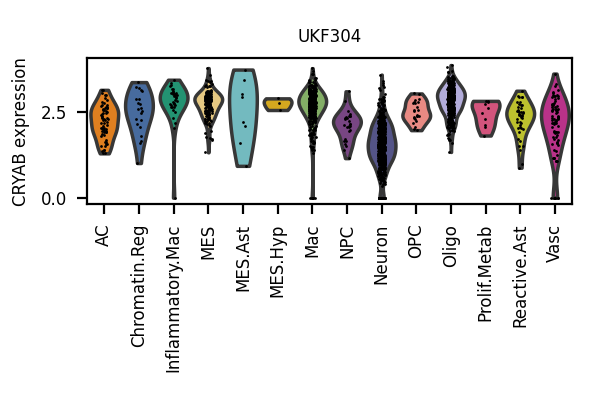 UKF304
CRYAB expression
2.5
0.0
AC
Chromatin.Reg
Inflammatory.Mac
MES
MES.Ast
MES.Hyp
Mac
NPC
Neuron
OPC
Oligo
Prolif.Metab
Reactive.Ast
Vasc